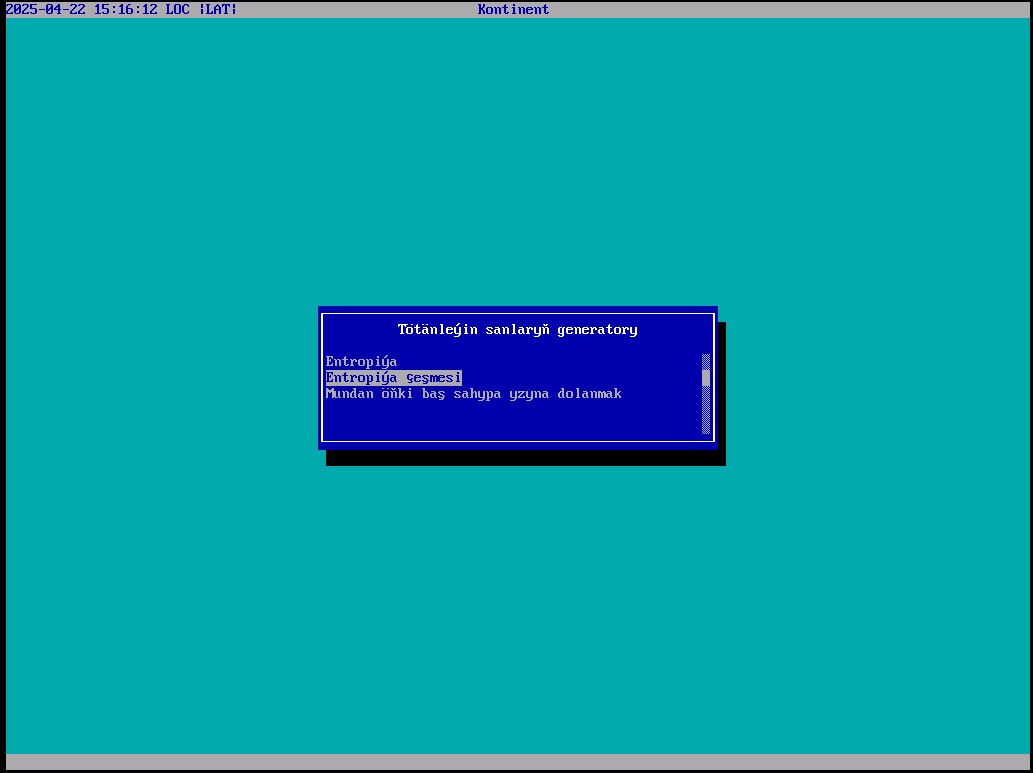 2025-04-22 15:16:12 LOC |LAT| Kontinent
Tötänleýin sanlaryň generatory
Entropiýa
Entropiýa geşmesi
Mundan öňki baş sahypa yzyna dolanmak